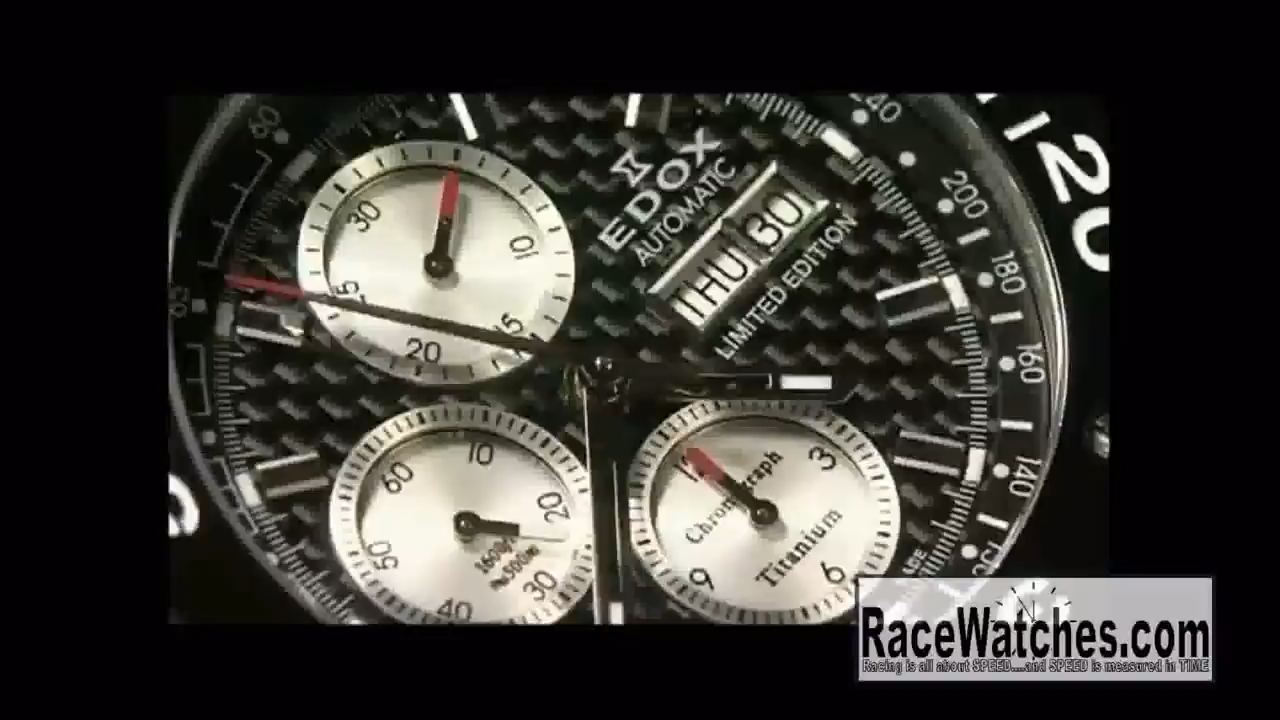 EDOX
AUTOMATIC
THU 30
LIMITED EDITION
240
200
180
160
140
120
60
30
10
15
20
10
20
30
40
50
60
12
3
6
9
Chronograph
Titanium
RaceWatches.com
Racing is all about SPEED....and SPEED is measured in TIME